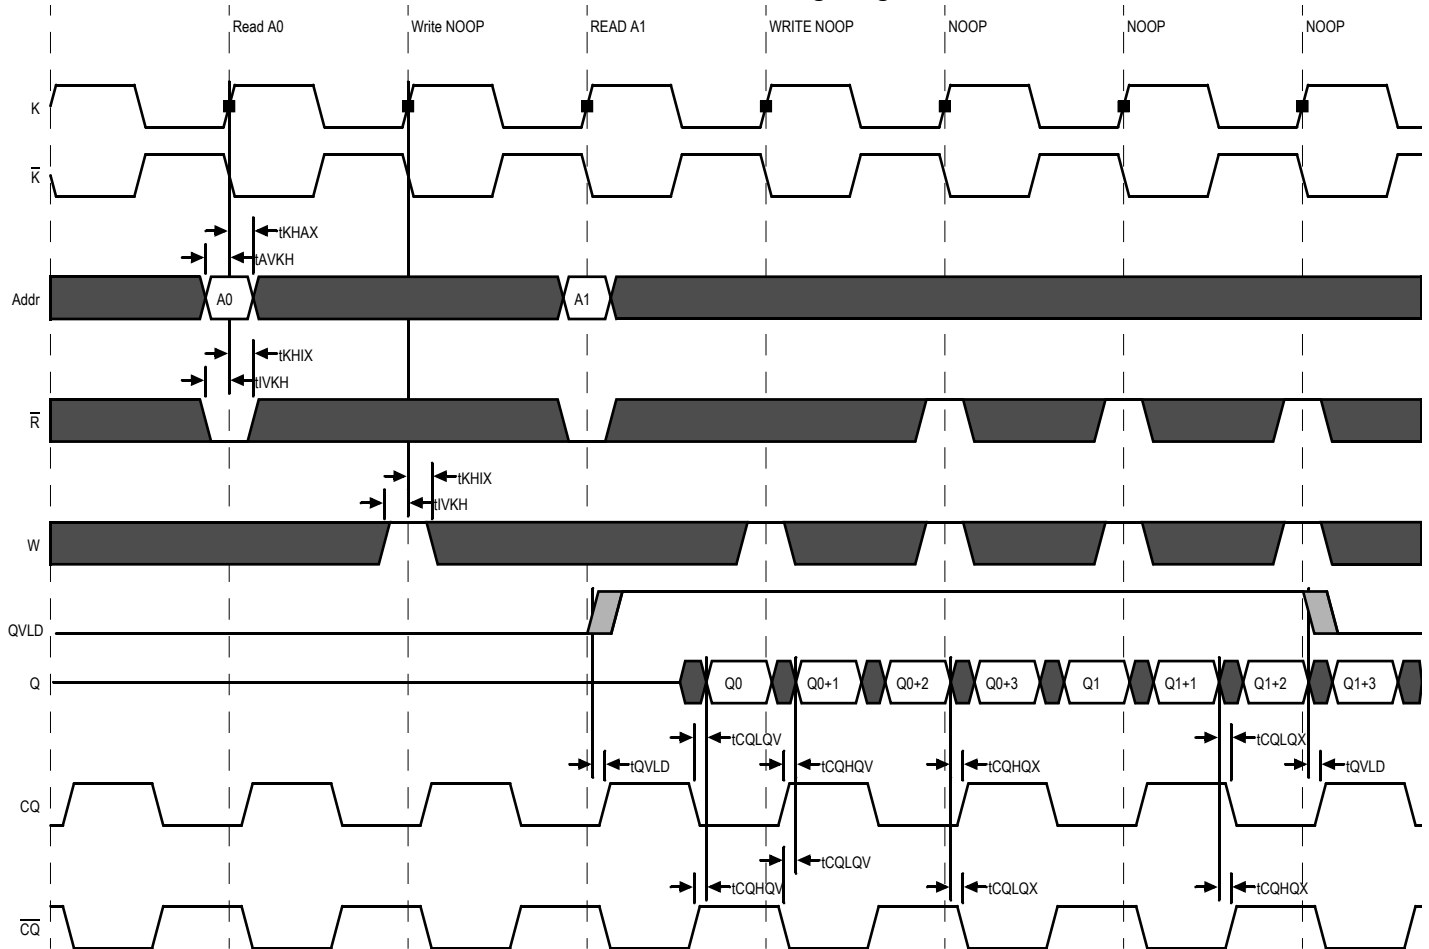 Read A0 Write NOOP READ A1 WRITE NOOP NOOP NOOP NOOP
K
K̅
tKHAX
tAVKH
Addr A0 A1
tKHIX
tIVKH
R̅
tKHIX
tIVKH
W
QVLD
Q Q0 Q0+1 Q0+2 Q0+3 Q1 Q1+1 Q1+2 Q1+3
tCQLQV tCQLQX
tQVLD tCQHQV tCQHQX tQVLD
CQ
tCQLQV
tCQHQV tCQLQX tCQHQX
C̅Q̅